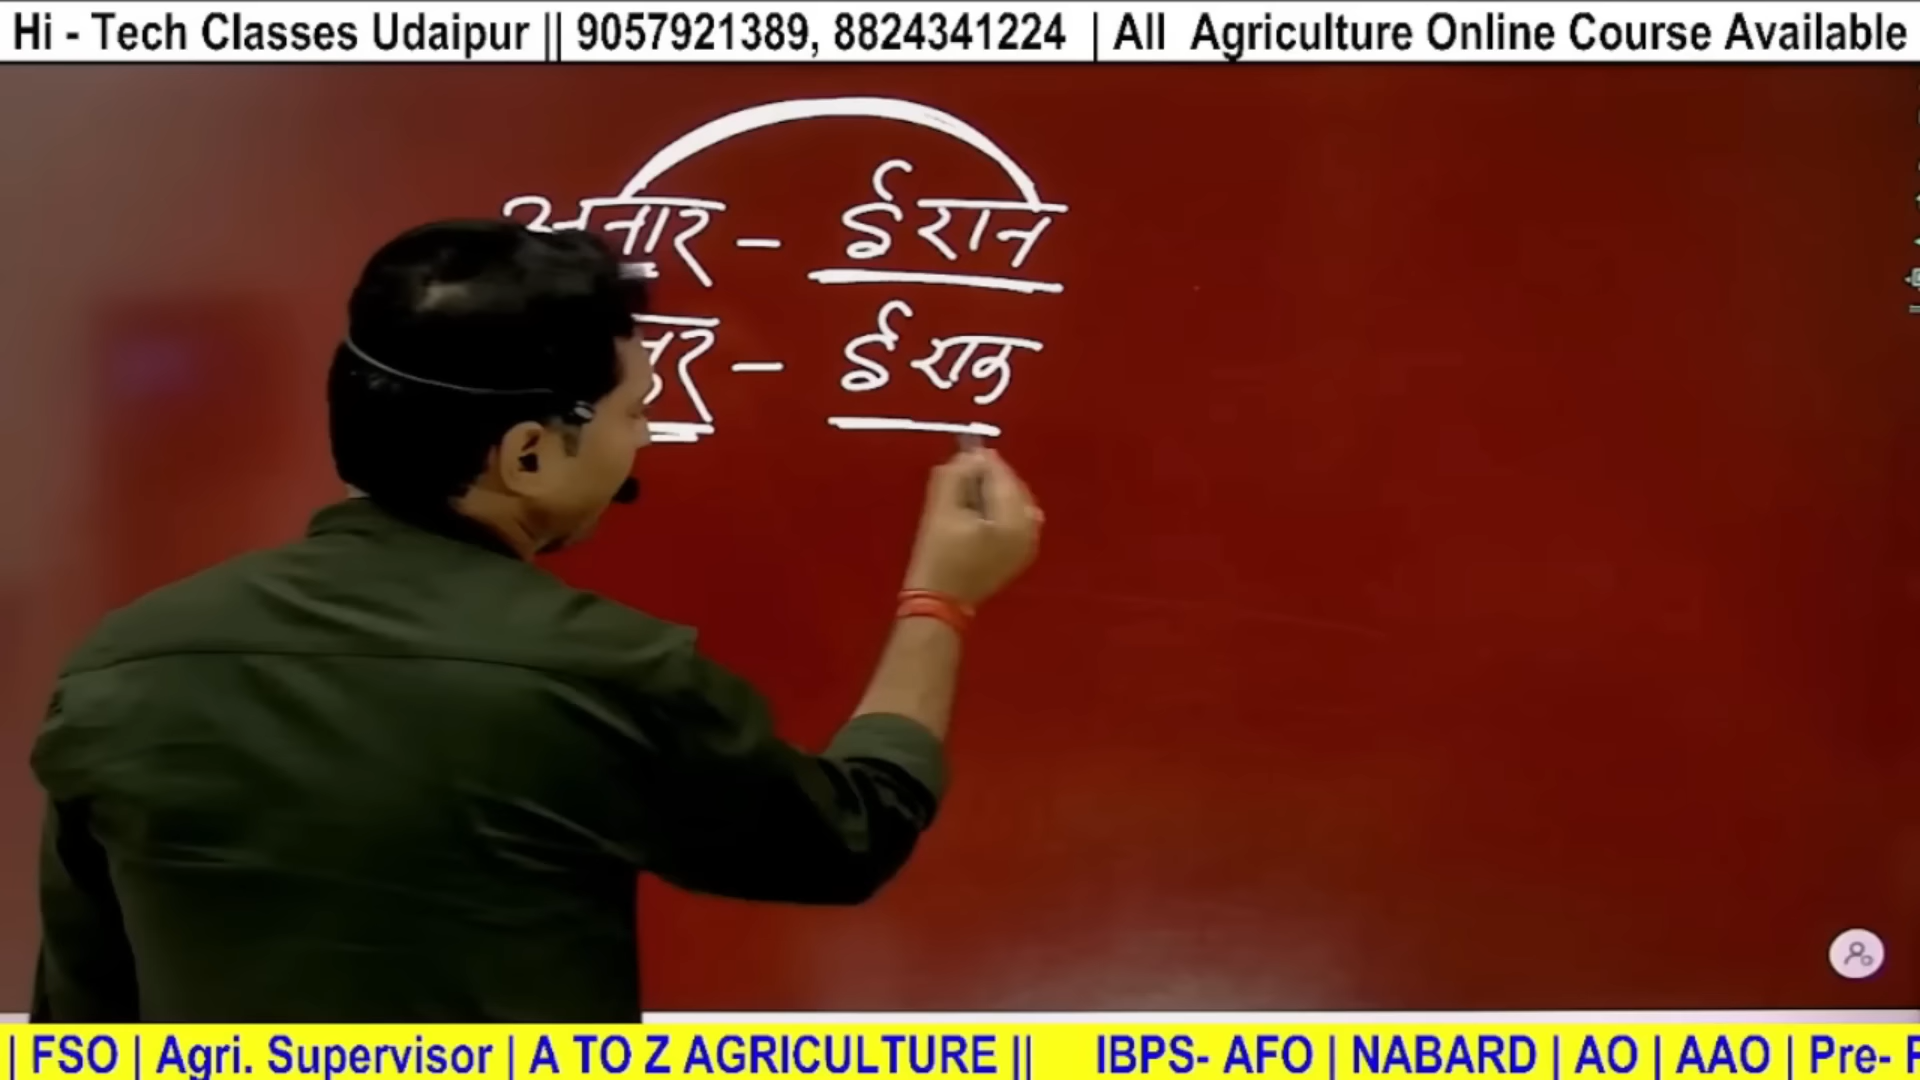 Hi - Tech Classes Udaipur || 9057921389, 8824341224 | All Agriculture Online Course Available
अनार - ईरान
- ईराक
| FSO | Agri. Supervisor | A TO Z AGRICULTURE || IBPS- AFO | NABARD | AO | AAO | Pre-